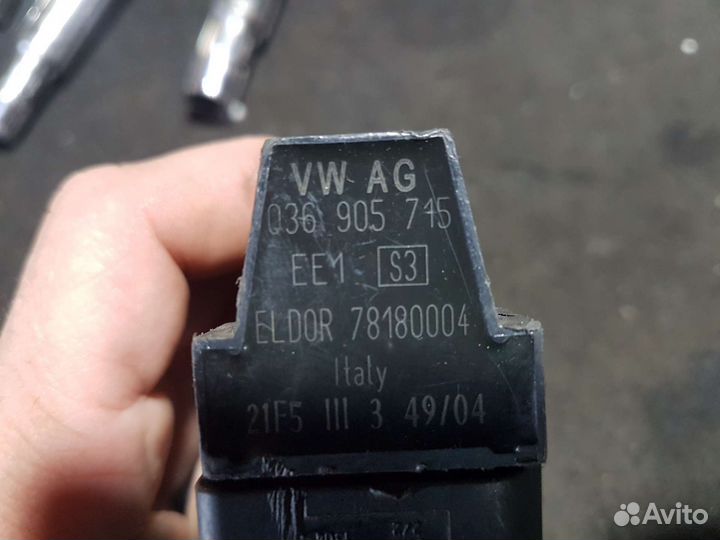 VW AG
036 905 715
EE1 S3
ELDOR 78180004
Italy
21F5 III 3 49/04
Avito